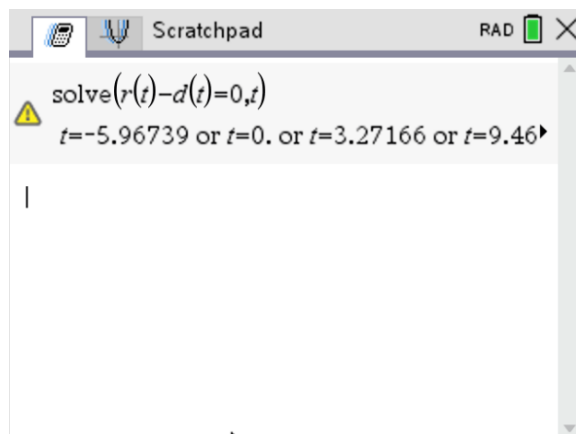 Scratchpad RAD
solve(r(t)−d(t)=0,t)
t=-5.96739 or t=0. or t=3.27166 or t=9.46▸